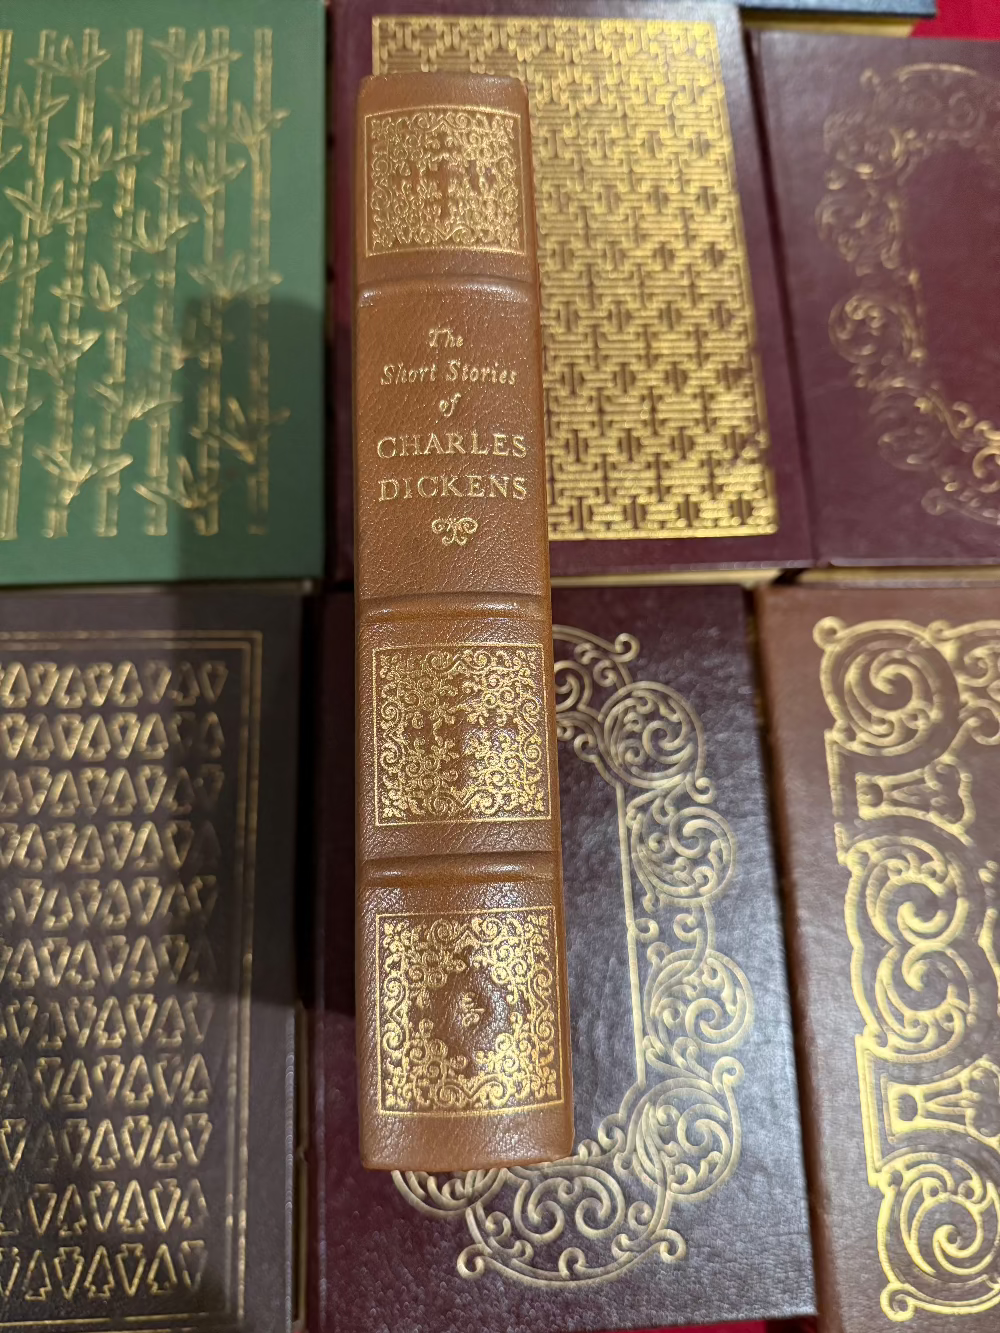 The
Short Stories
of
CHARLES
DICKENS